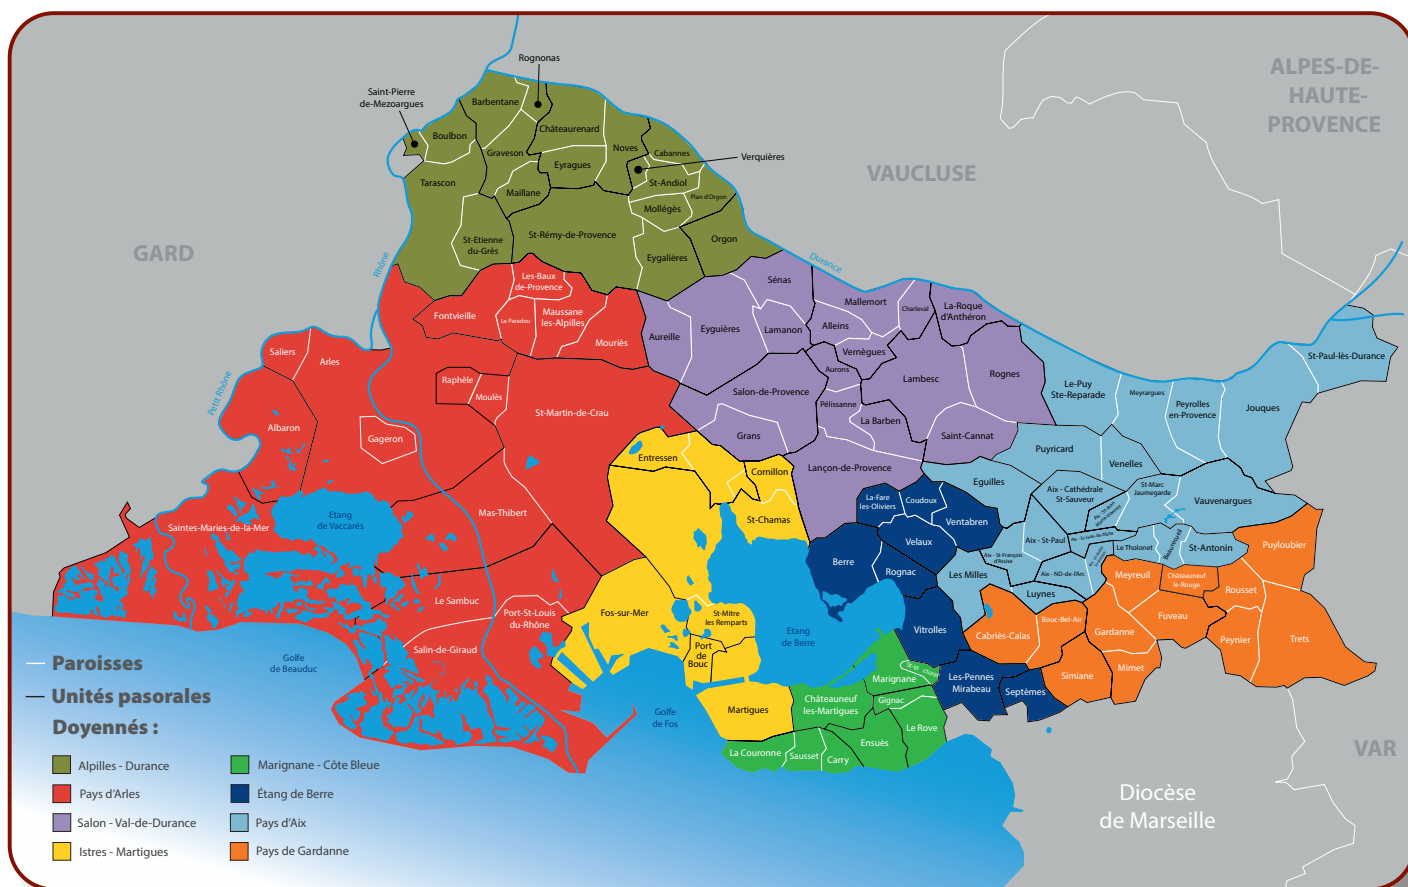 Rognonas
Saint-Pierre
de-Mezoargues
Barbentane
Boulbon
Châteaurenard
Graveson
Noves
Cabannes
Verquières
Eyragues
Tarascon
Maillane
St-Andiol
Plan d'Orgon
Mollégès
St-Etienne
du-Grès
St-Rémy-de-Provence
Orgon
Eygalières
ALPES-DE-
HAUTE-
PROVENCE
VAUCLUSE
GARD
VAR
Rhône
Petit Rhône
Durance
Les-Baux
de-Provence
Fontvieille
Le Paradou
Maussane
les-Alpilles
Mouriès
Saliers
Arles
Raphèle
Moulès
St-Martin-de-Crau
Albaron
Gageron
Etang
de Vaccarés
Saintes-Maries-de-la-Mer
Mas-Thibert
Le Sambuc
Port-St-Louis
du-Rhône
Salin-de-Giraud
Golfe
de Beauduc
Sénas
Mallemort
Charleval
La-Roque
d'Anthéron
Aureille
Eyguières
Lamanon
Alleins
Vernègues
Aurons
Salon-de-Provence
Lambesc
Rognes
Pélissanne
La Barben
Grans
Saint-Cannat
Lançon-de-Provence
Entressen
Cornillon
St-Chamas
Fos-sur-Mer
St-Mitre
les Remparts
Port
de
Bouc
Martigues
Etang
de Berre
Golfe
de Fos
La-Fare
les-Oliviers
Coudoux
Ventabren
Velaux
Berre
Rognac
Vitrolles
Les-Pennes
Mirabeau
Septèmes
Marignane
Châteauneuf
les-Martigues
Gignac
Le Rove
Ensuès
La Couronne
Sausset
Carry
St-Paul-lès-Durance
Le-Puy
Ste-Reparade
Meyrargues
Peyrolles
en-Provence
Jouques
Puyricard
Venelles
Eguilles
Aix - Cathédrale
St-Sauveur
St-Marc
Jaumegarde
Vauvenargues
Aix - St-Paul
Le Tholonet
Beaurecueil
St-Antonin
Aix - St-François
d'Assise
Les Milles
Aix - ND-de-l'Arc
Luynes
Puyloubier
Meyreuil
Châteauneuf
le-Rouge
Rousset
Fuveau
Cabriès-Calas
Bouc-Bel-Air
Gardanne
Peynier
Trets
Simiane
Mimet
Diocèse
de Marseille
Paroisses
Unités pasorales
Doyennés :
Alpilles - Durance
Pays d'Arles
Salon - Val-de-Durance
Istres - Martigues
Marignane - Côte Bleue
Étang de Berre
Pays d'Aix
Pays de Gardanne